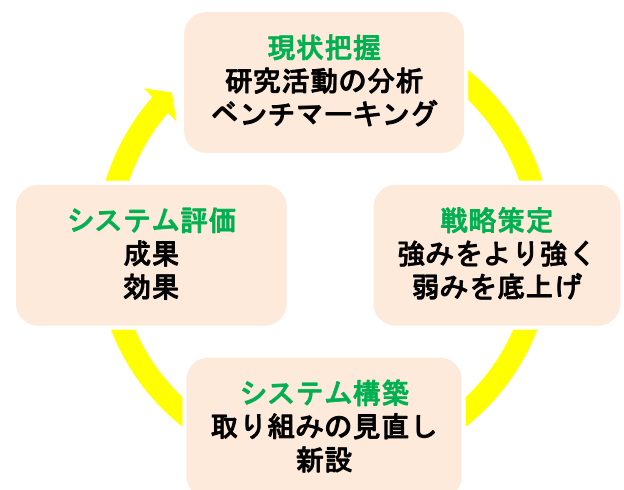 現状把握
研究活動の分析
ベンチマーキング
戦略策定
強みをより強く
弱みを底上げ
システム構築
取り組みの見直し
新設
システム評価
成果
効果